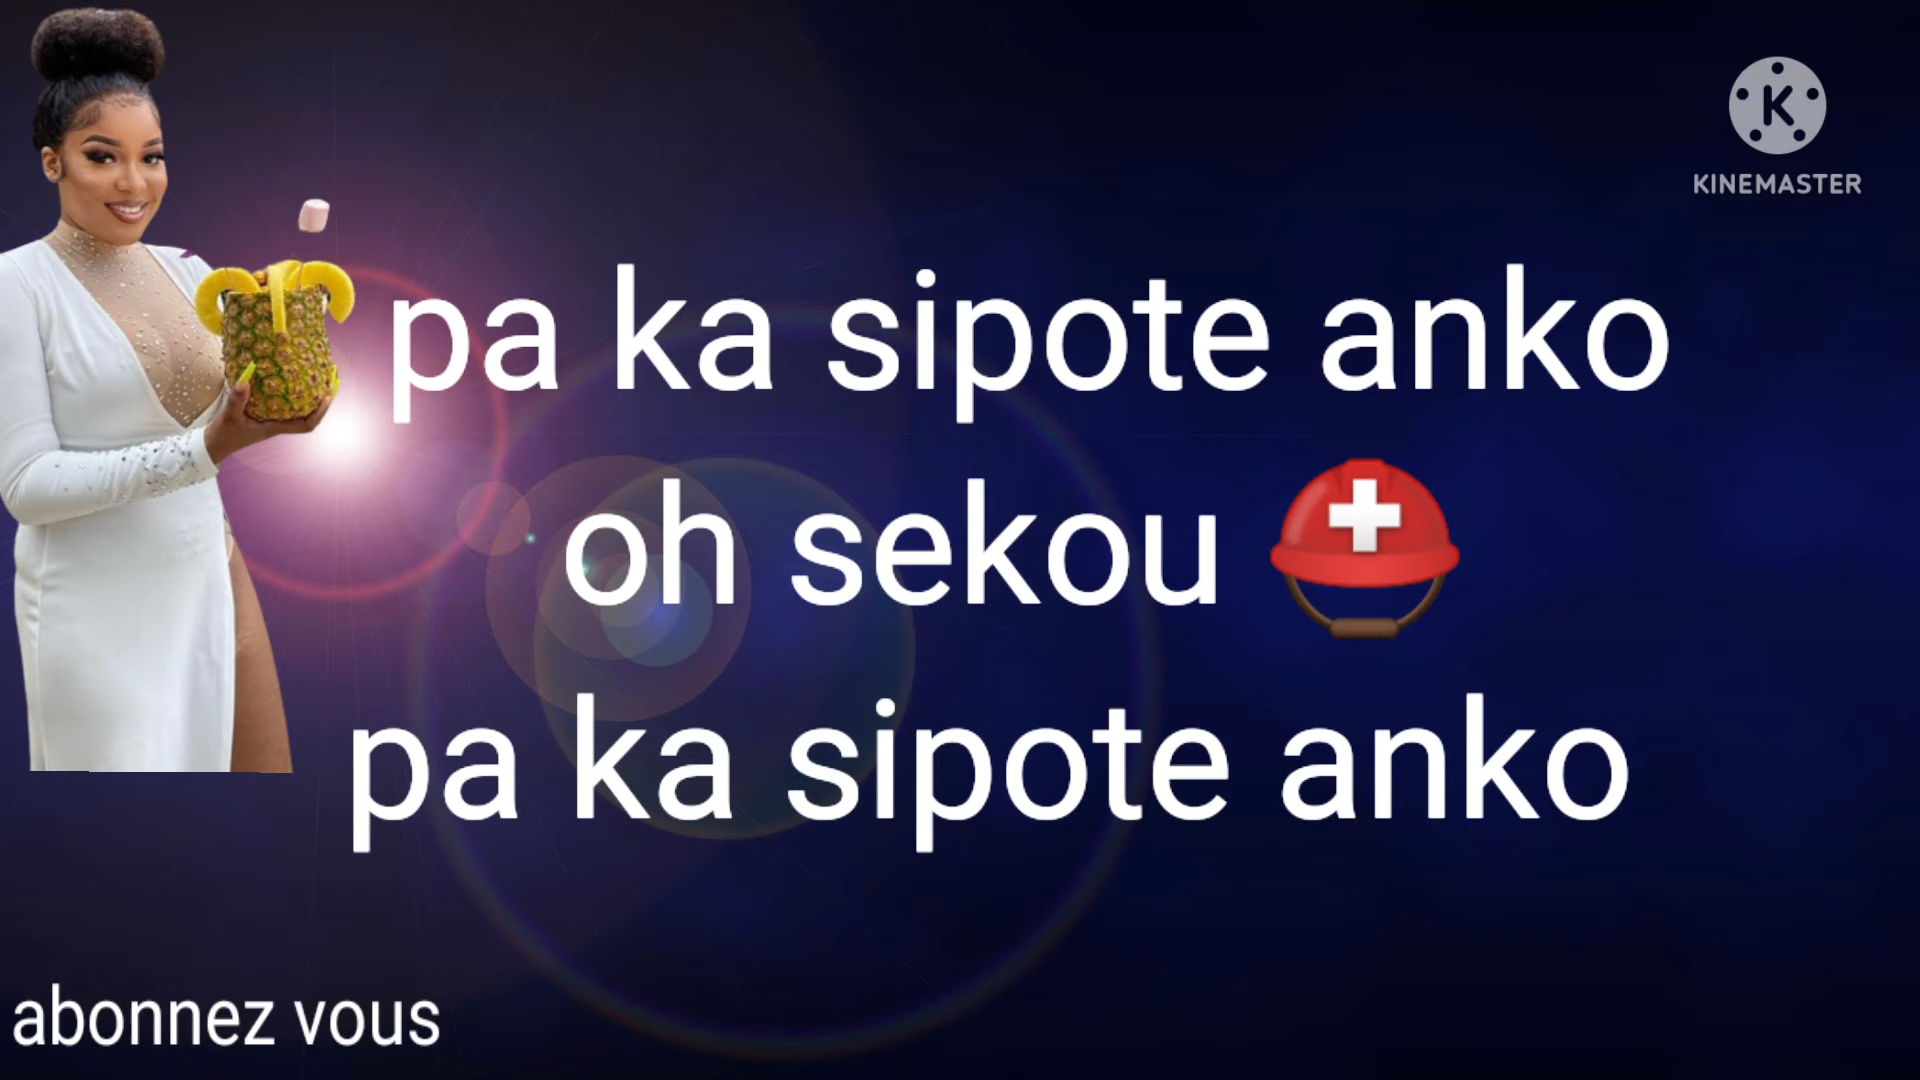 K
KINEMASTER
pa ka sipote anko
oh sekou ⛑
pa ka sipote anko
abonnez vous